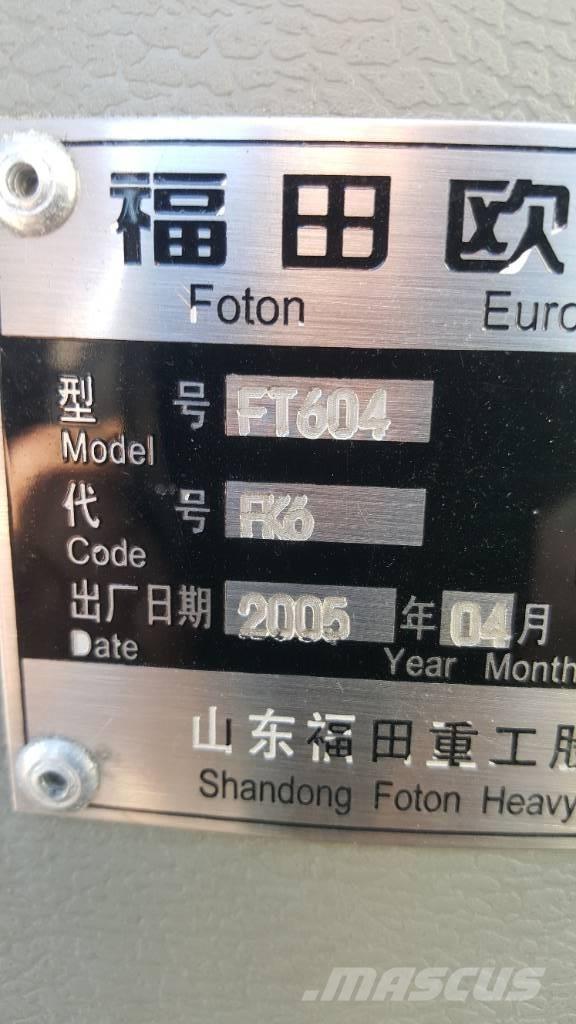 福田欧
Foton Euro
型号 FT604
Model
代号 FK6
Code
出厂日期 2005 年 04 月
Date Year Month
山东福田重工股
Shandong Foton Heavy
MASCUS